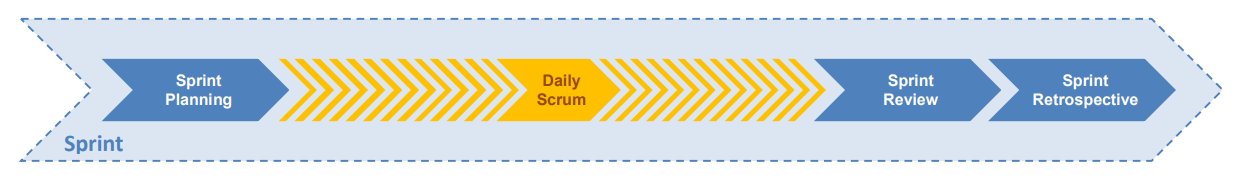 Sprint
Planning
Daily
Scrum
Sprint
Review
Sprint
Retrospective
Sprint